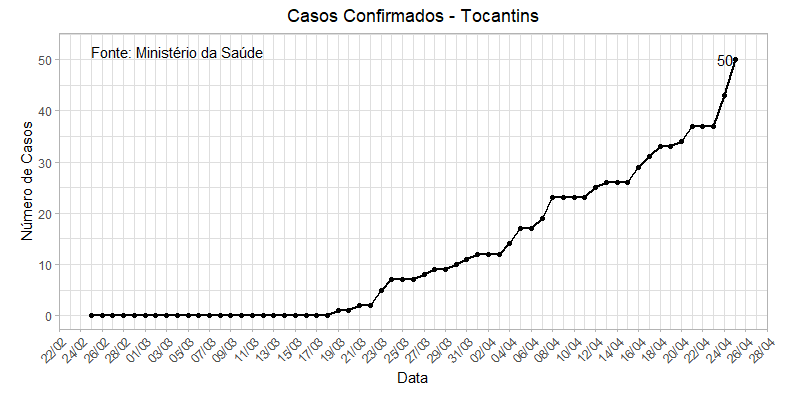 Casos Confirmados - Tocantins
Fonte: Ministério da Saúde
50
Número de Casos
50
40
30
20
10
0
22/02 24/02 26/02 28/02 01/03 03/03 05/03 07/03 09/03 11/03 13/03 15/03 17/03 19/03 21/03 23/03 25/03 27/03 29/03 31/03 02/04 04/04 06/04 08/04 10/04 12/04 14/04 16/04 18/04 20/04 22/04 24/04 26/04 28/04
Data